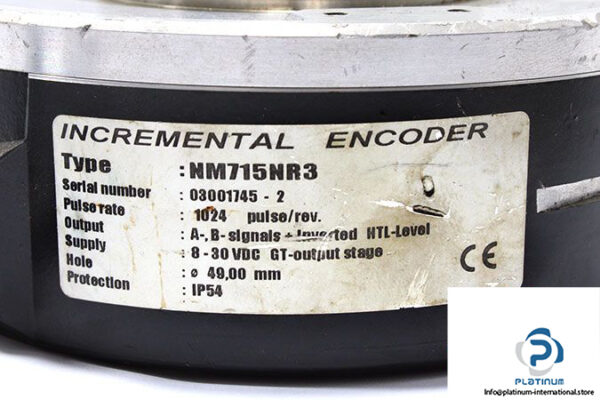 INCREMENTAL ENCODER
Type : NM715NR3
Serial number : 03001745 - 2
Pulse rate : 1024 pulse/rev.
Output : A-, B- signals + Inverted HTL-Level
Supply : 8 - 30 VDC GT-output stage
Hole : ø 49,00 mm
Protection : IP54
CE
PLATINUM
Info@platinum-international.store